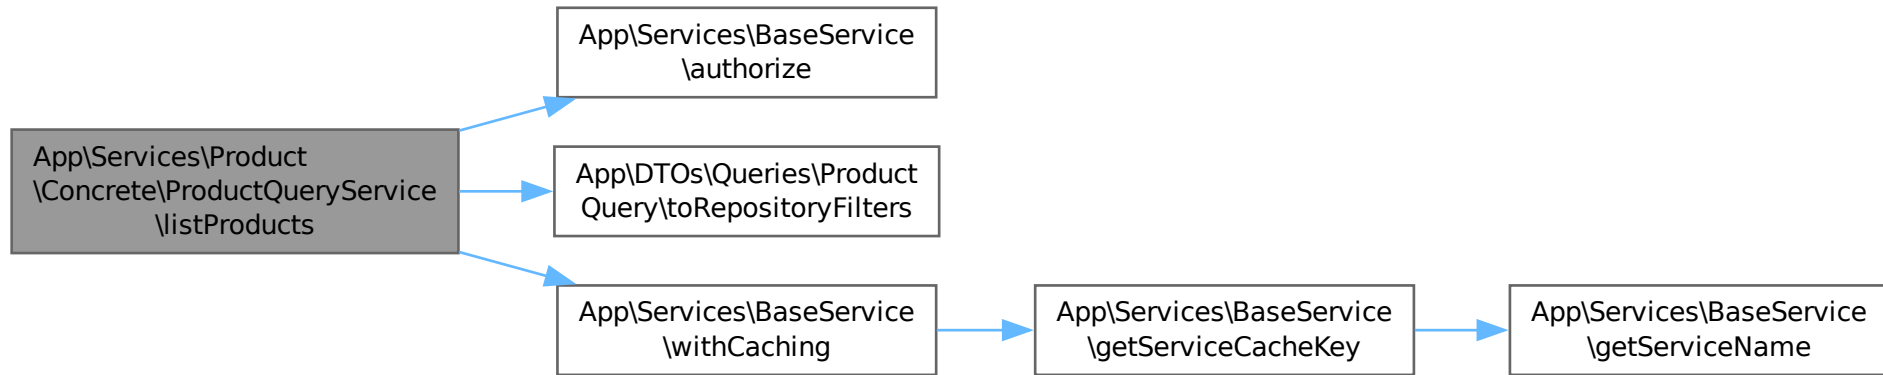 App\Services\Product
\Concrete\ProductQueryService
\listProducts
App\Services\BaseService
\authorize
App\DTOs\Queries\Product
Query\toRepositoryFilters
App\Services\BaseService
\withCaching
App\Services\BaseService
\getServiceCacheKey
App\Services\BaseService
\getServiceName